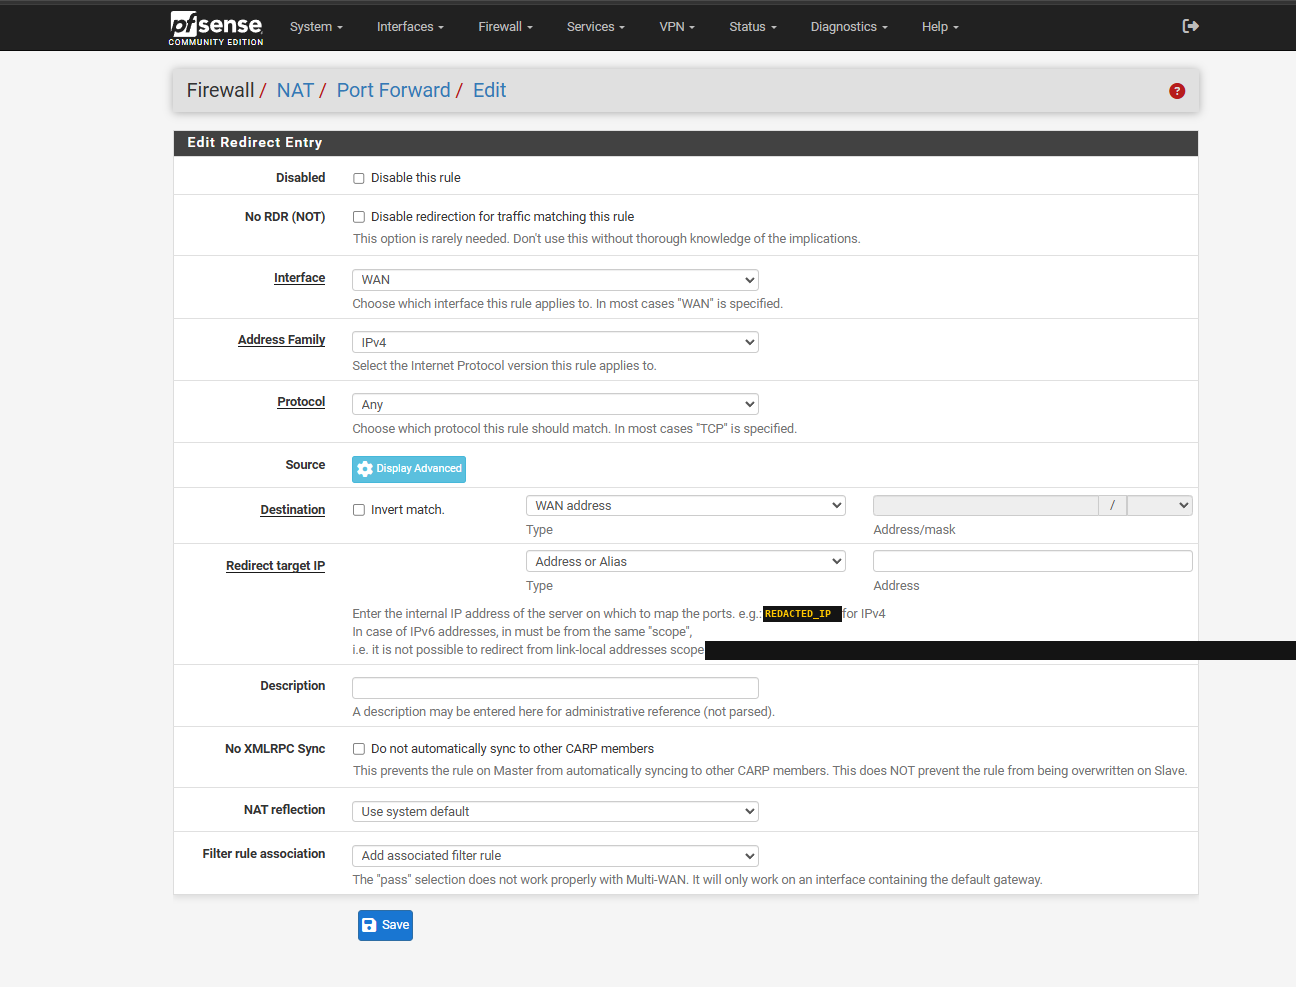 pfsense
COMMUNITY EDITION
System Interfaces Firewall Services VPN Status Diagnostics Help
Firewall / NAT / Port Forward / Edit
?
Edit Redirect Entry
Disabled Disable this rule
No RDR (NOT) Disable redirection for traffic matching this rule
This option is rarely needed. Don't use this without thorough knowledge of the implications.
Interface WAN
Choose which interface this rule applies to. In most cases "WAN" is specified.
Address Family IPv4
Select the Internet Protocol version this rule applies to.
Protocol Any
Choose which protocol this rule should match. In most cases "TCP" is specified.
Source Display Advanced
Destination Invert match. WAN address /
Type Address/mask
Redirect target IP Address or Alias
Type Address
Enter the internal IP address of the server on which to map the ports. e.g.: REDACTED_IP for IPv4
In case of IPv6 addresses, in must be from the same "scope",
i.e. it is not possible to redirect from link-local addresses scope
Description
A description may be entered here for administrative reference (not parsed).
No XMLRPC Sync Do not automatically sync to other CARP members
This prevents the rule on Master from automatically syncing to other CARP members. This does NOT prevent the rule from being overwritten on Slave.
NAT reflection Use system default
Filter rule association Add associated filter rule
The "pass" selection does not work properly with Multi-WAN. It will only work on an interface containing the default gateway.
Save